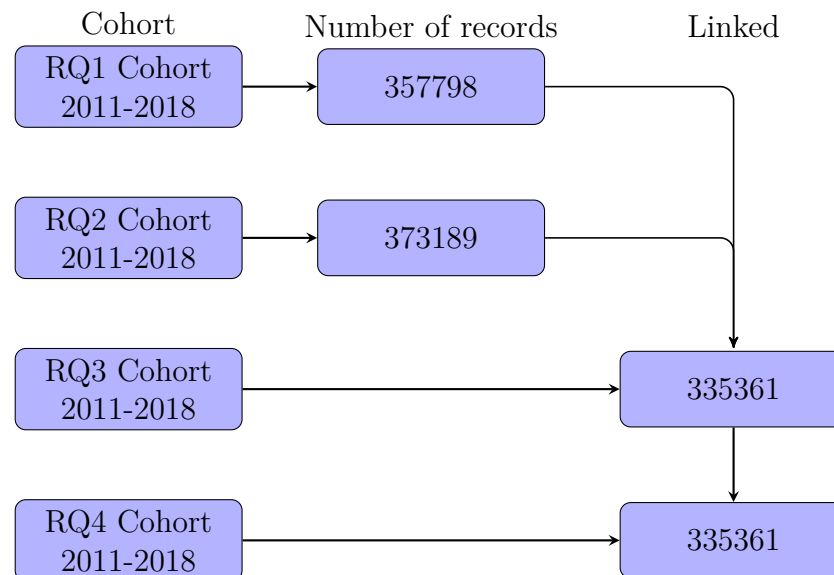 Cohort
Number of records
Linked
RQ1 Cohort
2011-2018
357798
RQ2 Cohort
2011-2018
373189
RQ3 Cohort
2011-2018
335361
RQ4 Cohort
2011-2018
335361